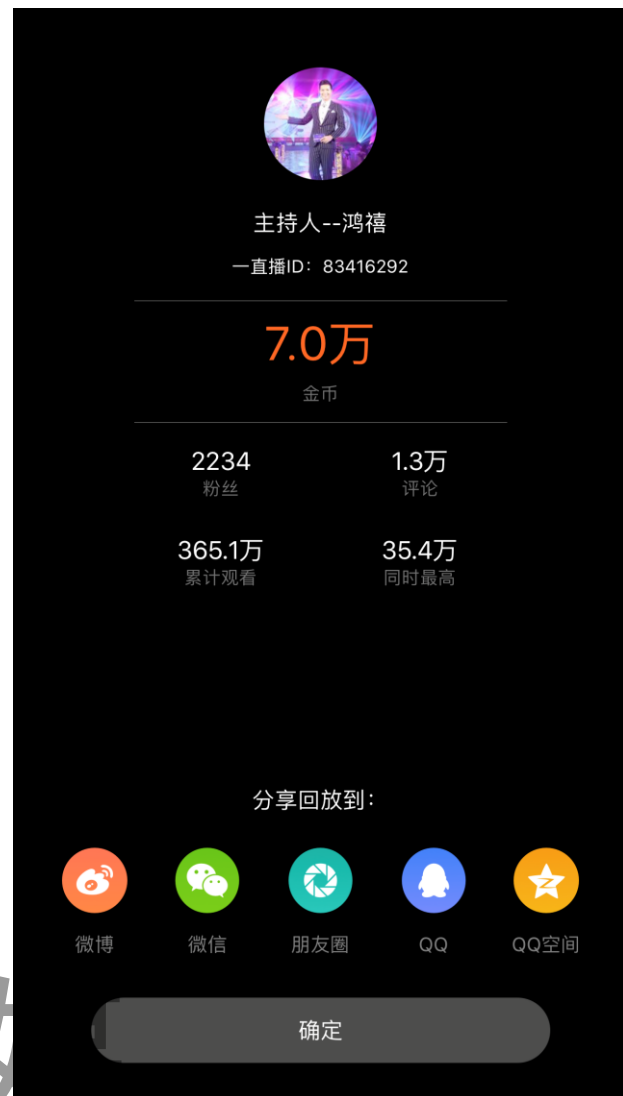 主持人--鸿禧
一直播ID：83416292
7.0万
金币
2234 1.3万
粉丝 评论
365.1万 35.4万
累计观看 同时最高
分享回放到：
微博 微信 朋友圈 QQ QQ空间
确定